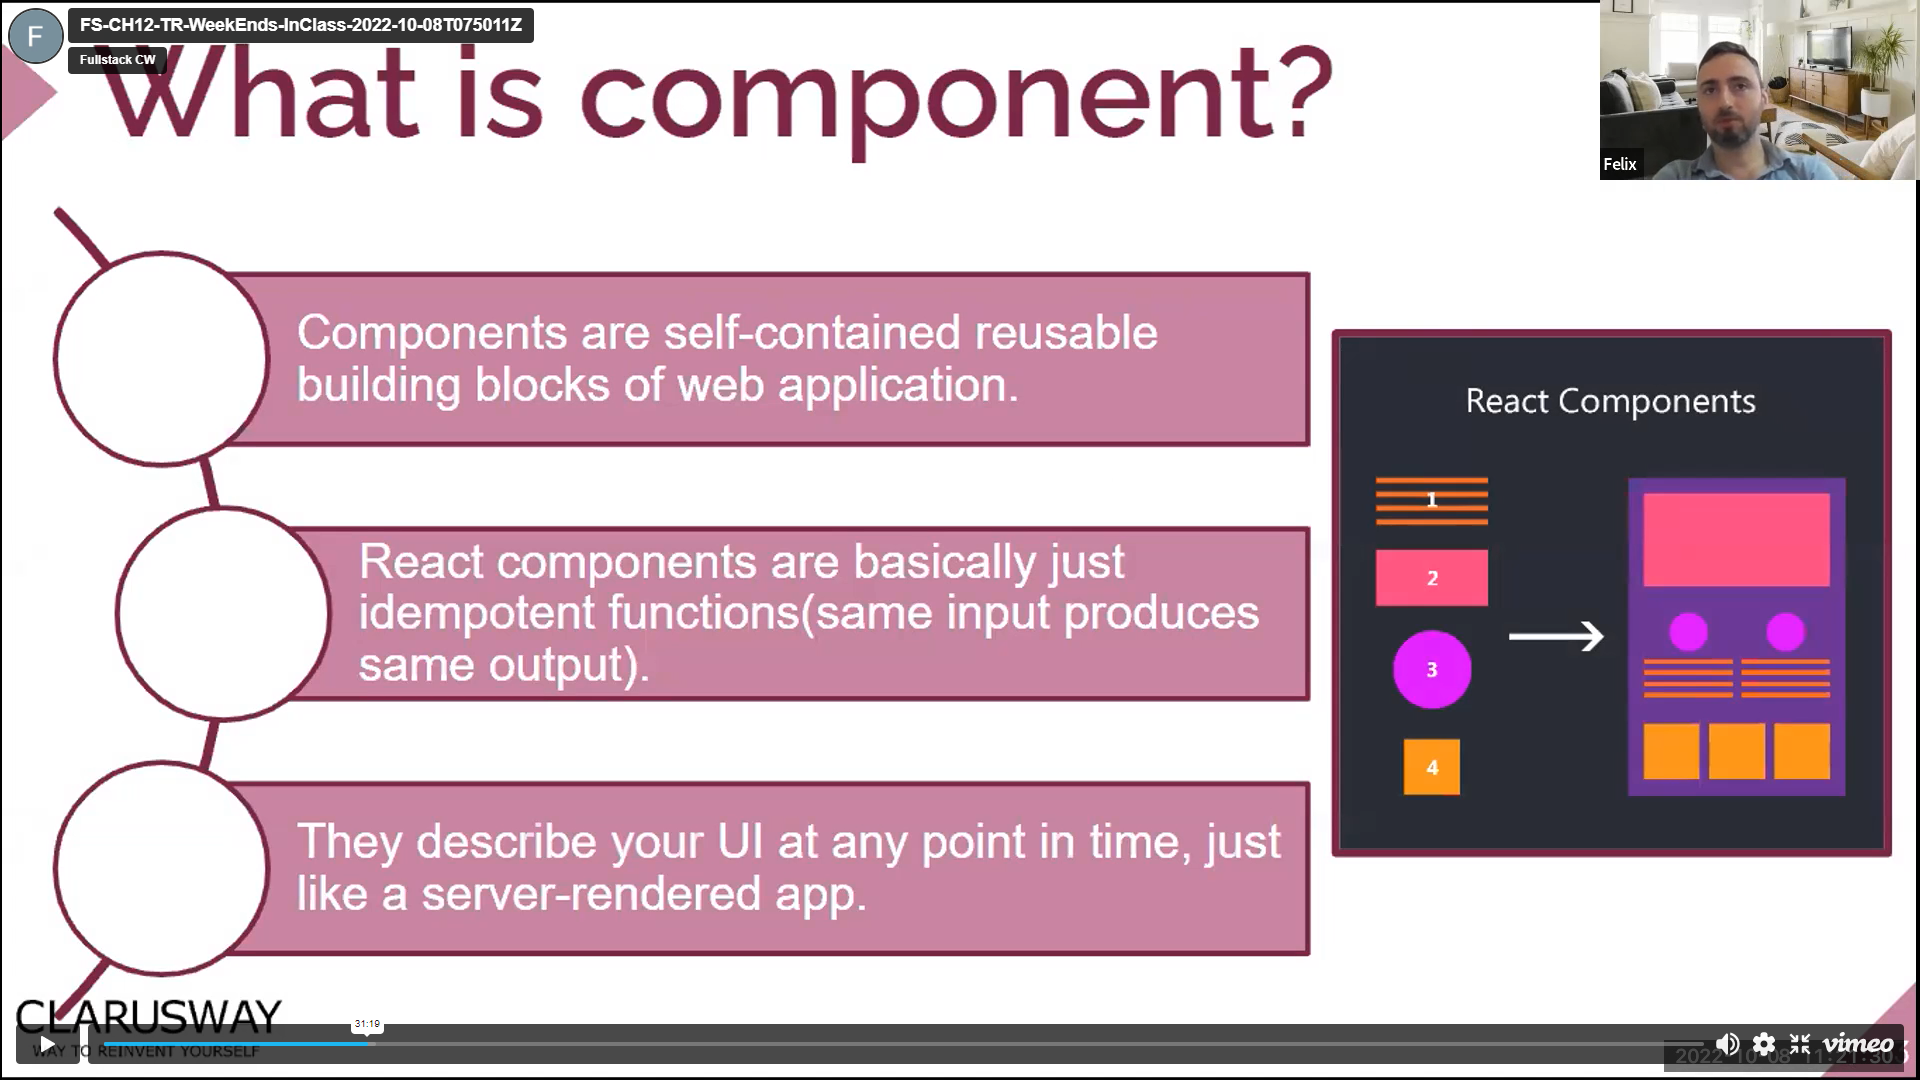 F
FS-CH12-TR-WeekEnds-InClass-2022-10-08T075011Z
Fullstack CW
What is component?
Felix
Components are self-contained reusable
building blocks of web application.
React components are basically just
idempotent functions(same input produces
same output).
They describe your UI at any point in time, just
like a server-rendered app.
React Components
1
2
3
4
CLARUSWAY
WAY TO REINVENT YOURSELF
31:19
vimeo
2022-10-08 11:21:30